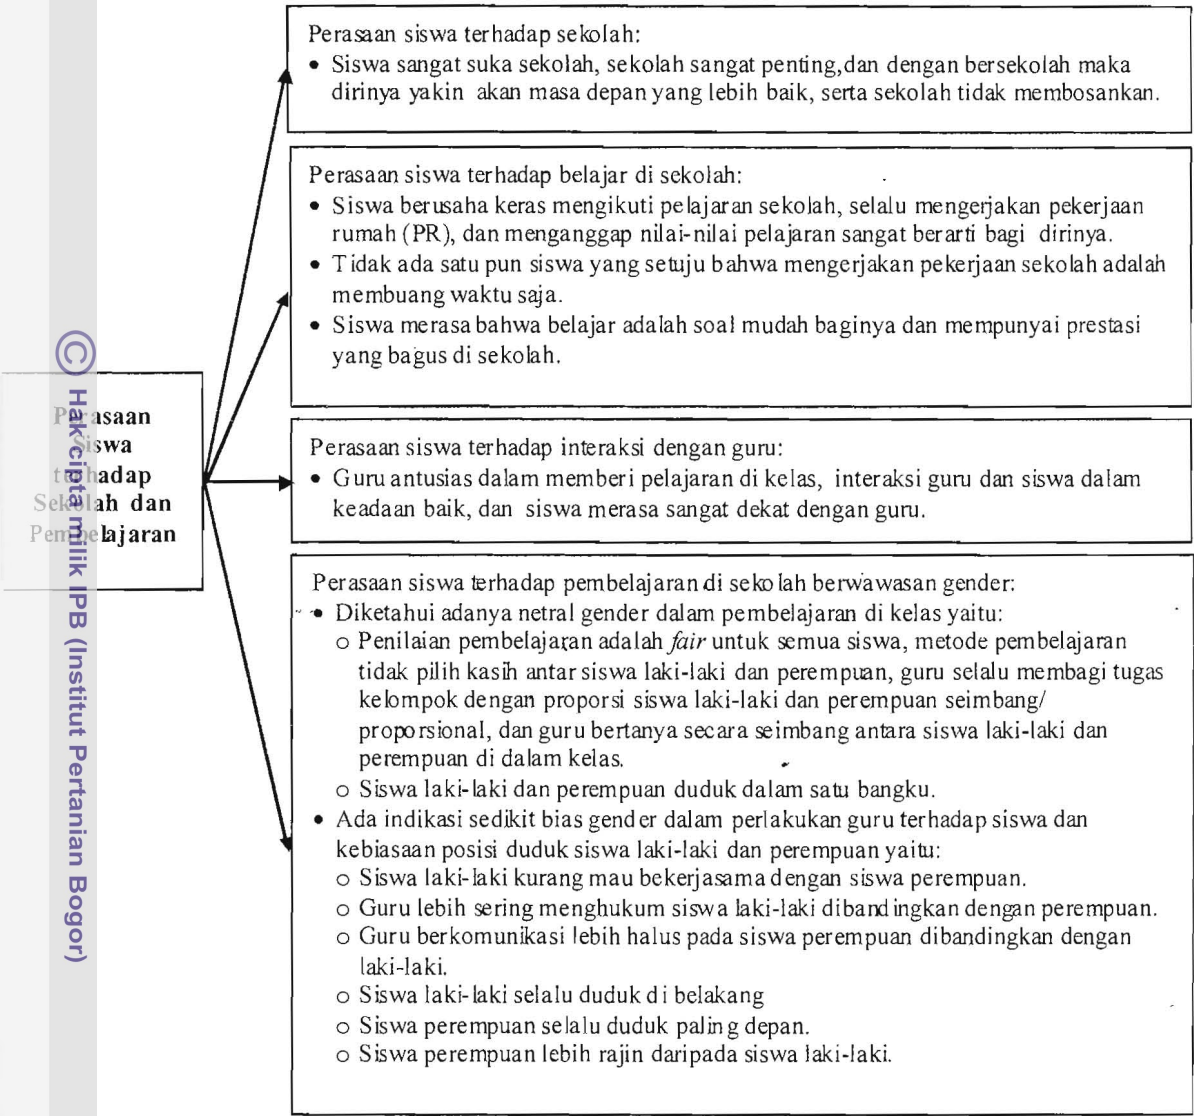 Perasaan siswa terhadap sekolah:
• Siswa sangat suka sekolah, sekolah sangat penting,dan dengan bersekolah maka
dirinya yakin akan masa depan yang lebih baik, serta sekolah tidak membosankan.
Perasaan siswa terhadap belajar di sekolah:
• Siswa berusaha keras mengikuti pelajaran sekolah, selalu mengerjakan pekerjaan
rumah (PR), dan menganggap nilai-nilai pelajaran sangat berarti bagi dirinya.
• Tidak ada satu pun siswa yang setuju bahwa mengerjakan pekerjaan sekolah adalah
membuang waktu saja.
• Siswa merasa bahwa belajar adalah soal mudah baginya dan mempunyai prestasi
yang bagus di sekolah.
Perasaan
Siswa
terhadap
Sekolah dan
Pembelajaran
Perasaan siswa terhadap interaksi dengan guru:
• Guru antusias dalam memberi pelajaran di kelas, interaksi guru dan siswa dalam
keadaan baik, dan siswa merasa sangat dekat dengan guru.
Perasaan siswa terhadap pembelajaran di sekolah berwawasan gender:
• Diketahui adanya netral gender dalam pembelajaran di kelas yaitu:
o Penilaian pembelajaran adalah fair untuk semua siswa, metode pembelajaran
tidak pilih kasih antar siswa laki-laki dan perempuan, guru selalu membagi tugas
kelompok dengan proporsi siswa laki-laki dan perempuan seimbang/
proporsional, dan guru bertanya secara seimbang antara siswa laki-laki dan
perempuan di dalam kelas.
o Siswa laki-laki dan perempuan duduk dalam satu bangku.
• Ada indikasi sedikit bias gender dalam perlakukan guru terhadap siswa dan
kebiasaan posisi duduk siswa laki-laki dan perempuan yaitu:
o Siswa laki-laki kurang mau bekerjasama dengan siswa perempuan.
o Guru lebih sering menghukum siswa laki-laki dibandingkan dengan perempuan.
o Guru berkomunikasi lebih halus pada siswa perempuan dibandingkan dengan
laki-laki.
o Siswa laki-laki selalu duduk di belakang
o Siswa perempuan selalu duduk paling depan.
o Siswa perempuan lebih rajin daripada siswa laki-laki.
© Hak cipta milik IPB (Institut Pertanian Bogor)